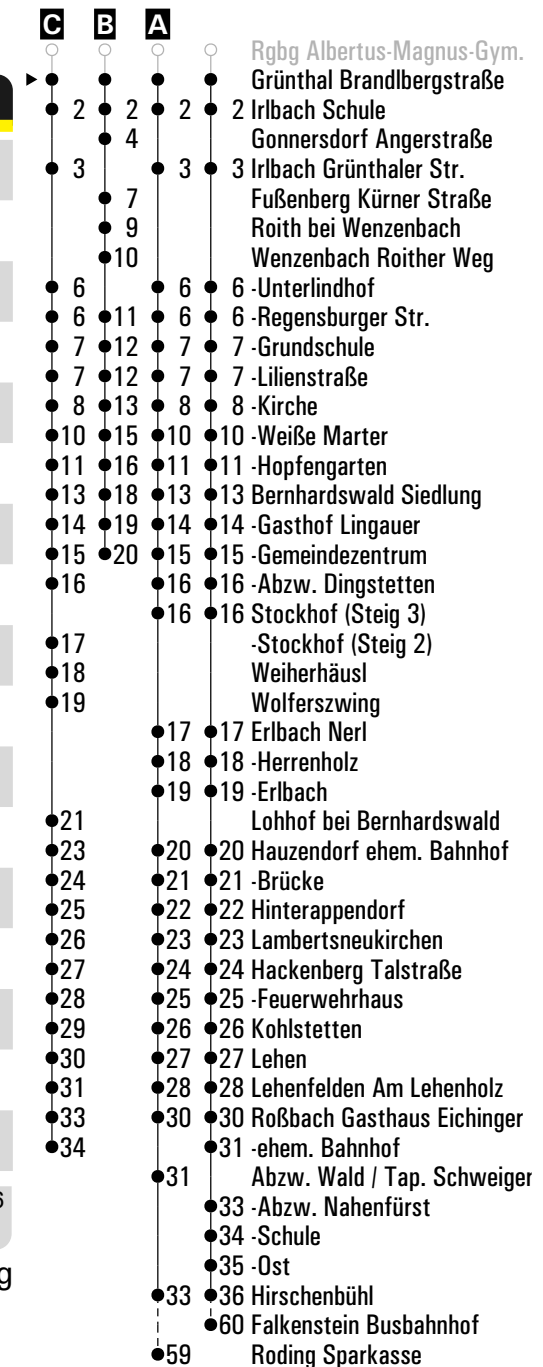 C B A
Rgbg Albertus-Magnus-Gym.
Grünthal Brandlbergstraße
2 2 2 2 Irlbach Schule
4 Gonnersdorf Angerstraße
3 3 3 Irlbach Grünthaler Str.
7 Fußenberg Kürner Straße
9 Roith bei Wenzenbach
10 Wenzenbach Roither Weg
6 6 6 -Unterlindhof
6 11 6 6 -Regensburger Str.
7 12 7 7 -Grundschule
7 12 7 7 -Lilienstraße
8 13 8 8 -Kirche
10 15 10 10 -Weiße Marter
11 16 11 11 -Hopfengarten
13 18 13 13 Bernhardswald Siedlung
14 19 14 14 -Gasthof Lingauer
15 20 15 15 -Gemeindezentrum
16 16 16 -Abzw. Dingstetten
16 16 Stockhof (Steig 3)
17 -Stockhof (Steig 2)
18 Weiherhäusl
19 Wolferszwing
17 17 Erlbach Nerl
18 18 -Herrenholz
19 19 -Erlbach
21 Lohhof bei Bernhardswald
23 20 20 Hauzendorf ehem. Bahnhof
24 21 21 -Brücke
25 22 22 Hinterappendorf
26 23 23 Lambertsneukirchen
27 24 24 Hackenberg Talstraße
28 25 25 -Feuerwehrhaus
29 26 26 Kohlstetten
30 27 27 Lehen
31 28 28 Lehenfelden Am Lehenholz
33 30 30 Roßbach Gasthaus Eichinger
34 31 -ehem. Bahnhof
31 Abzw. Wald / Tap. Schweiger
33 -Abzw. Nahenfürst
34 -Schule
35 -Ost
33 36 Hirschenbühl
60 Falkenstein Busbahnhof
59 Roding Sparkasse